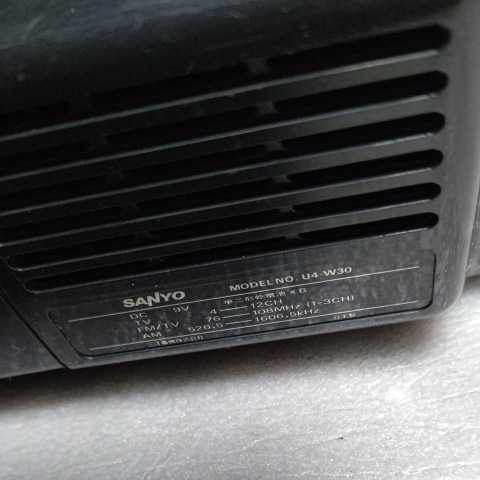 SANYO MODEL NO. U4-W30
DC 9V 単二形乾電池×6
TV 4—12CH
FM/TV 76—108MHz (1-3CH)
AM 526.5—1606.5kHz